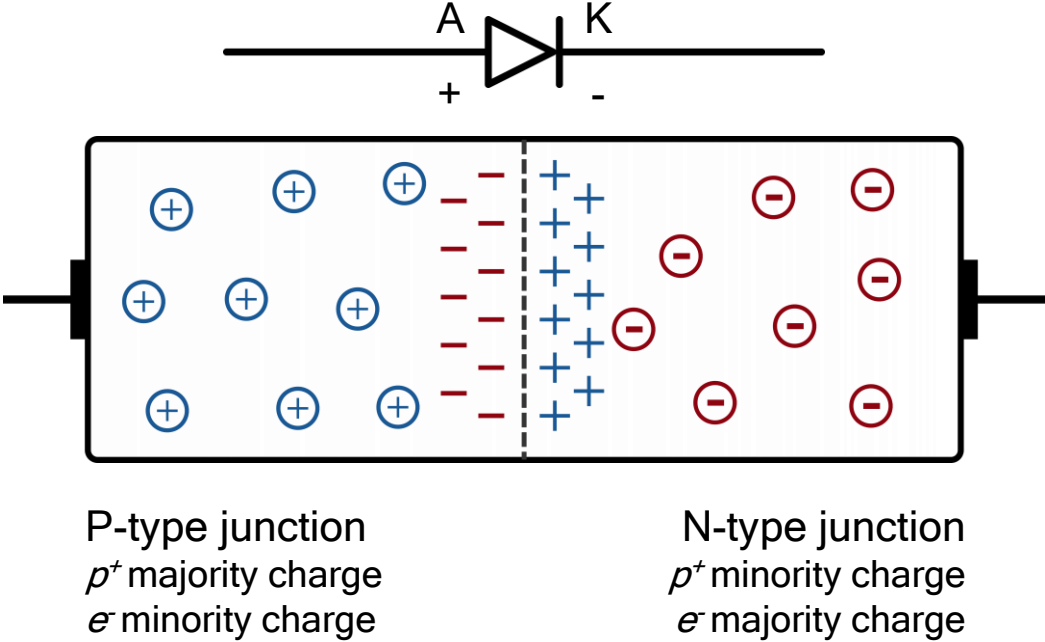 A K
+ -
P-type junction
p⁺ majority charge
e⁻ minority charge
N-type junction
p⁺ minority charge
e⁻ majority charge